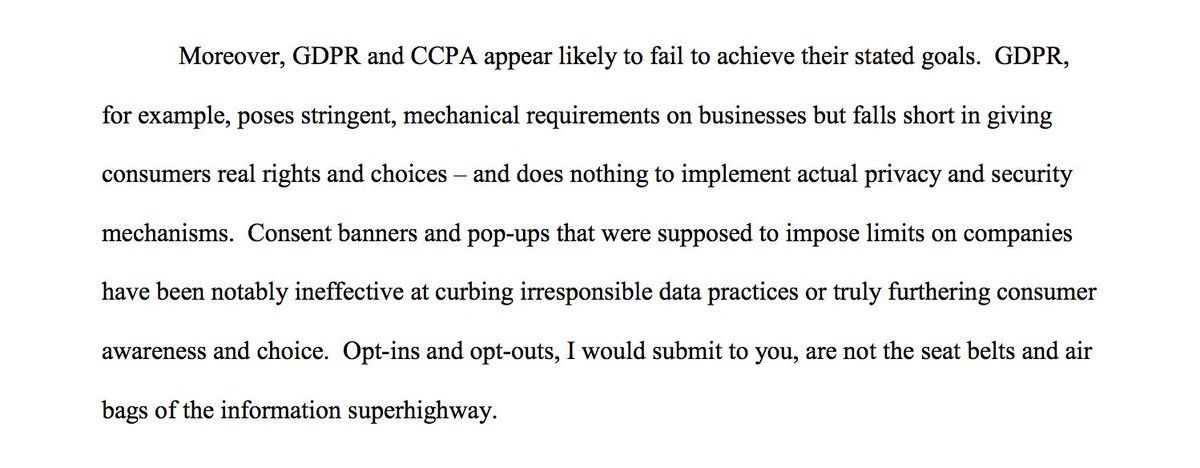 Moreover, GDPR and CCPA appear likely to fail to achieve their stated goals.  GDPR,
for example, poses stringent, mechanical requirements on businesses but falls short in giving
consumers real rights and choices – and does nothing to implement actual privacy and security
mechanisms.  Consent banners and pop-ups that were supposed to impose limits on companies
have been notably ineffective at curbing irresponsible data practices or truly furthering consumer
awareness and choice.  Opt-ins and opt-outs, I would submit to you, are not the seat belts and air
bags of the information superhighway.